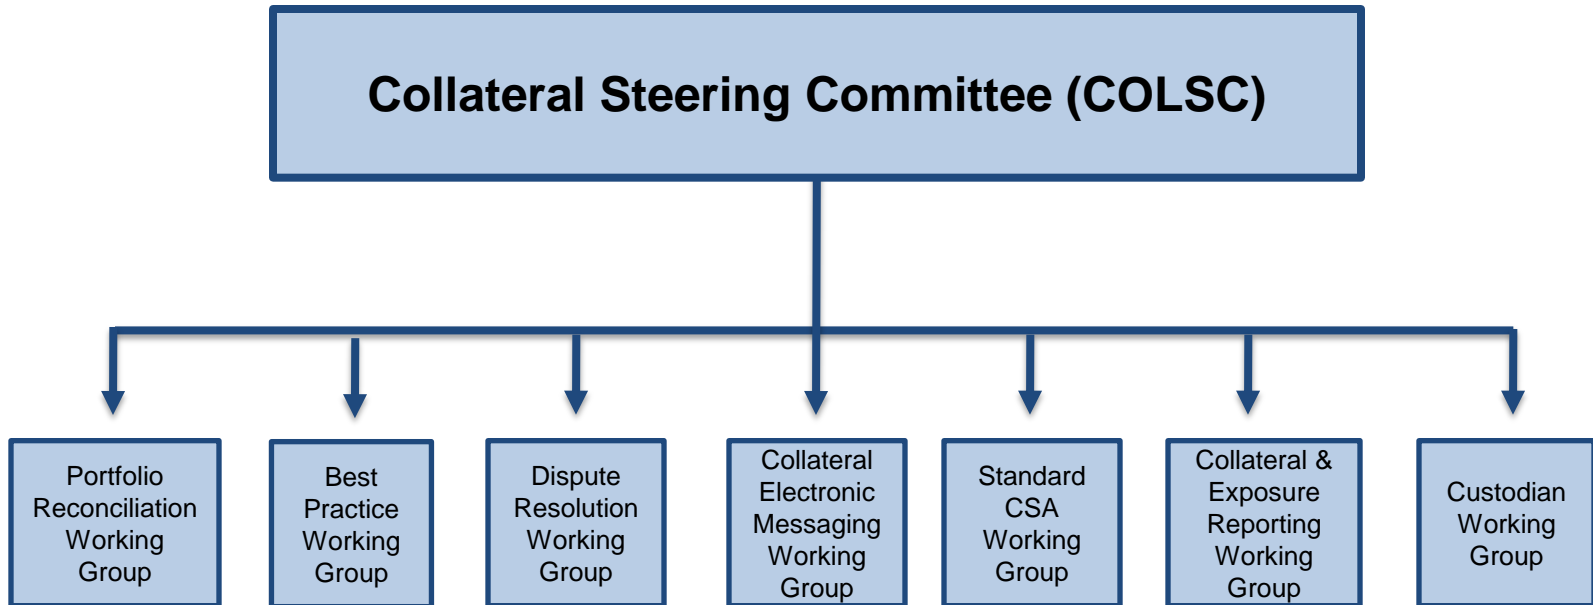 Collateral Steering Committee (COLSC)
Portfolio
Reconciliation
Working
Group
Best
Practice
Working
Group
Dispute
Resolution
Working
Group
Collateral
Electronic
Messaging
Working
Group
Standard
CSA
Working
Group
Collateral &
Exposure
Reporting
Working
Group
Custodian
Working
Group